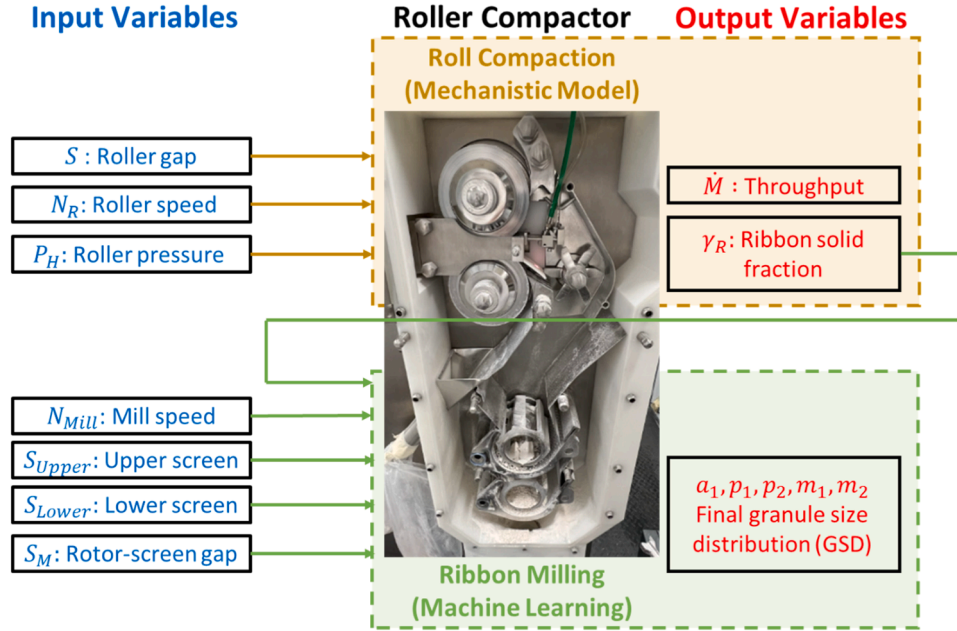 Input Variables
Roller Compactor
Output Variables
Roll Compaction
(Mechanistic Model)
S : Roller gap
N_R: Roller speed
P_H: Roller pressure
Ṁ : Throughput
γ_R: Ribbon solid
fraction
N_Mill: Mill speed
S_Upper: Upper screen
S_Lower: Lower screen
S_M: Rotor-screen gap
a_1, p_1, p_2, m_1, m_2
Final granule size
distribution (GSD)
Ribbon Milling
(Machine Learning)